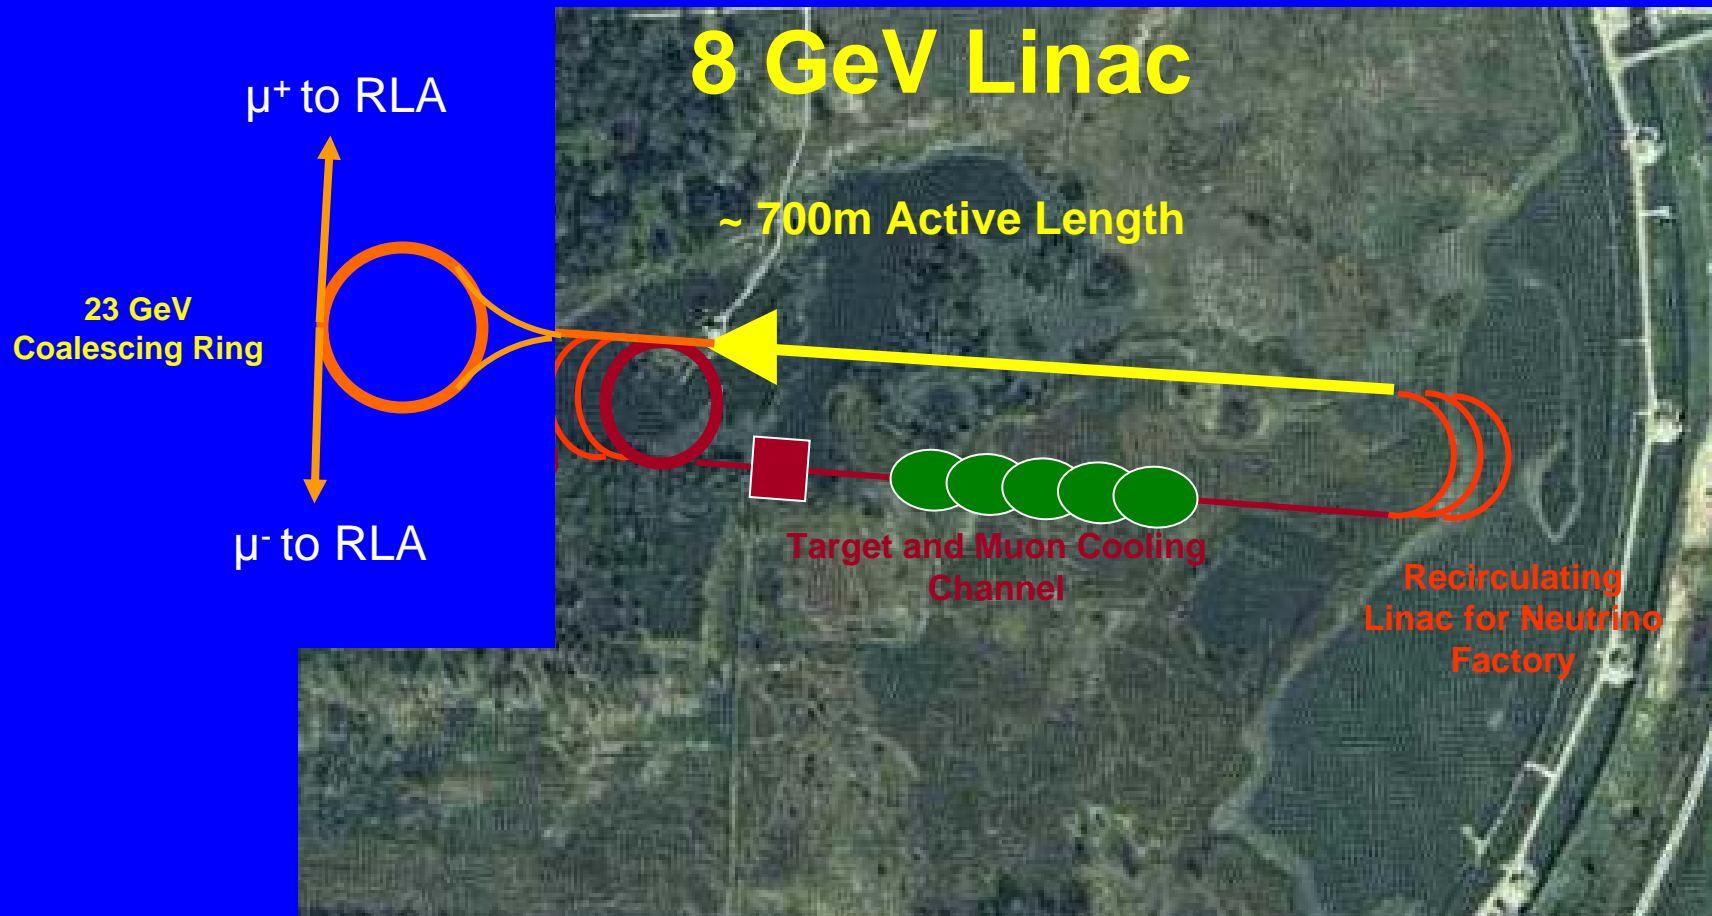 8 GeV Linac
µ+ to RLA
~ 700m Active Length
23 GeV
Coalescing Ring
µ- to RLA
Target and Muon Cooling
Channel
Recirculating
Linac for Neutrino
Factory